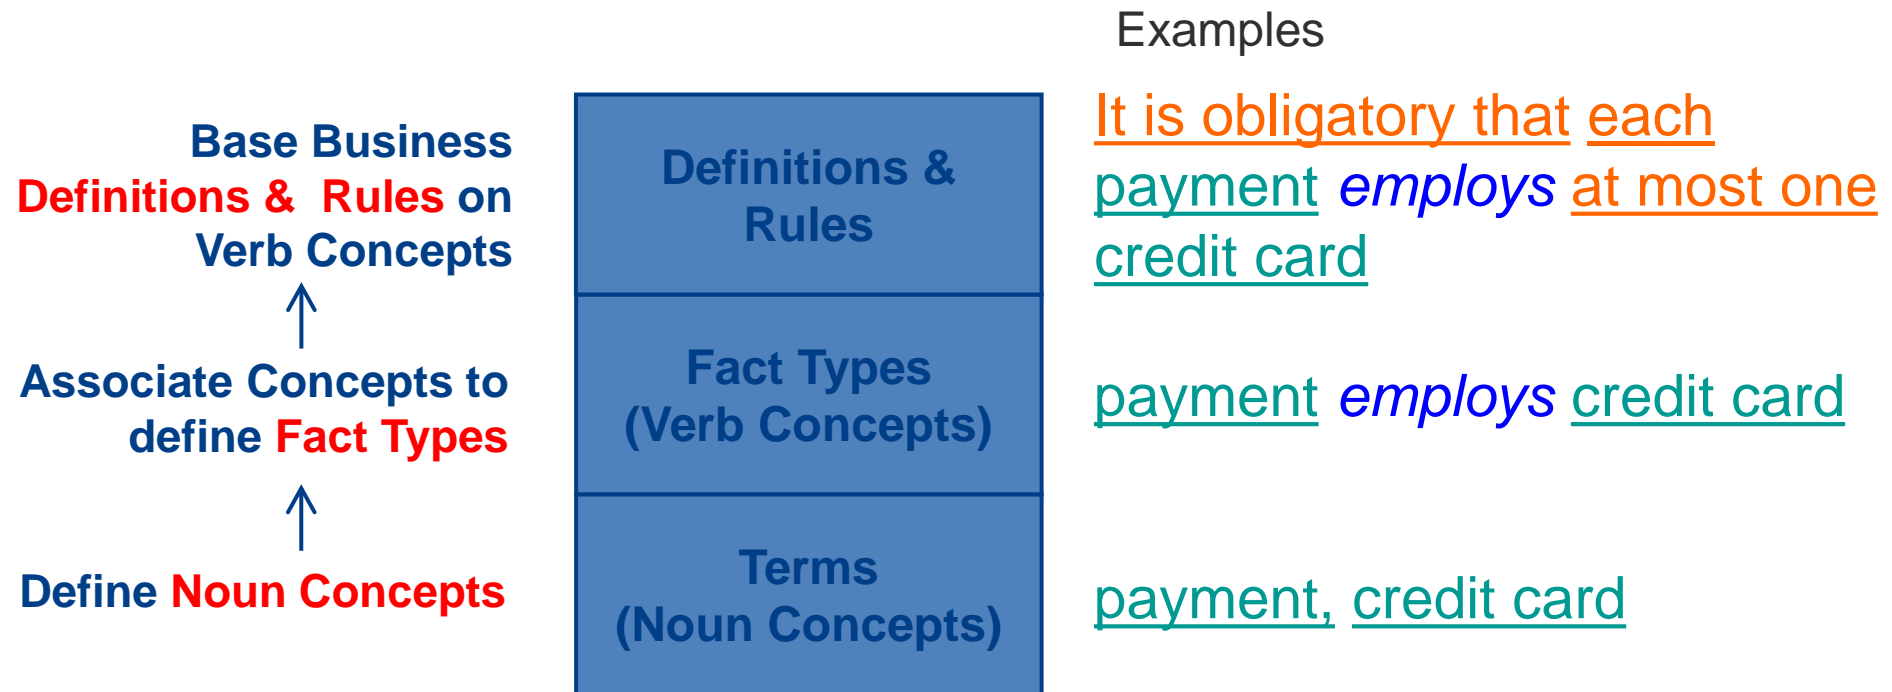 Examples
Base Business
Definitions &  Rules on
Verb Concepts
Definitions &
Rules
It is obligatory that each
payment employs at most one
credit card
Associate Concepts to
define Fact Types
Fact Types
(Verb Concepts)
payment employs credit card
Define Noun Concepts
Terms
(Noun Concepts)
payment, credit card